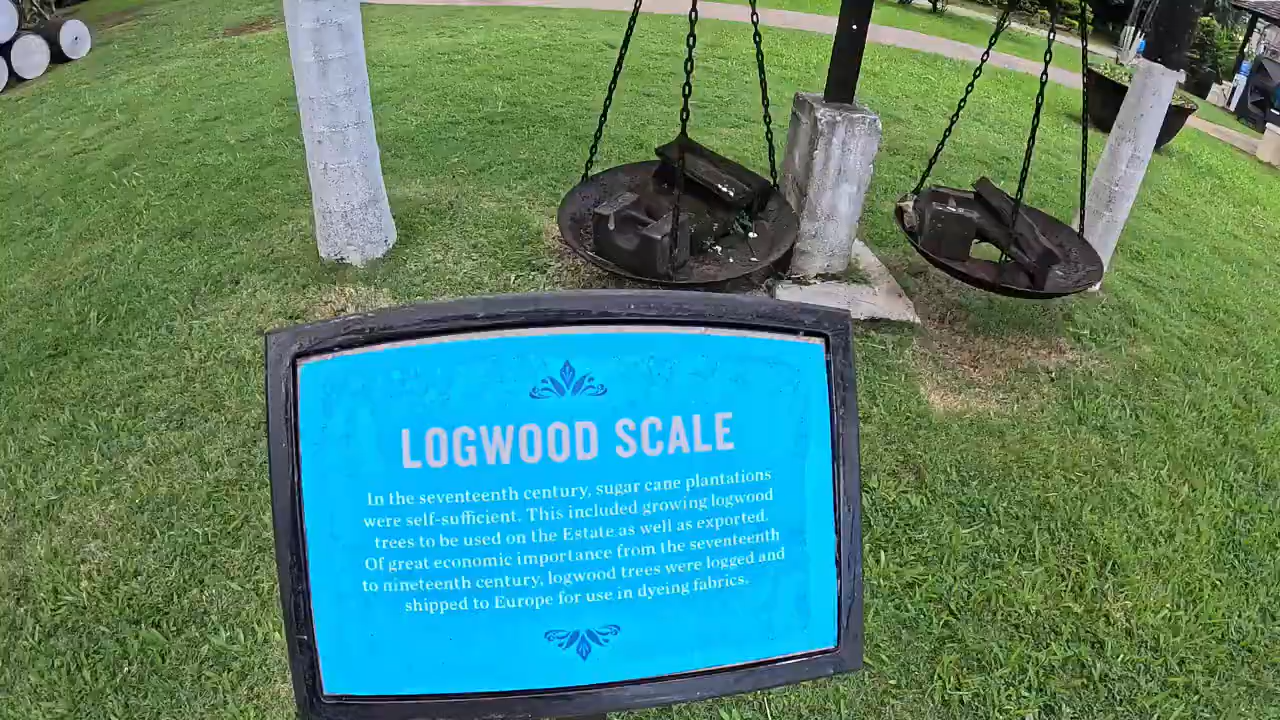 LOGWOOD SCALE
In the seventeenth century, sugar cane plantations
were self-sufficient. This included growing logwood
trees to be used on the Estate as well as exported.
Of great economic importance from the seventeenth
to nineteenth century, logwood trees were logged and
shipped to Europe for use in dyeing fabrics.